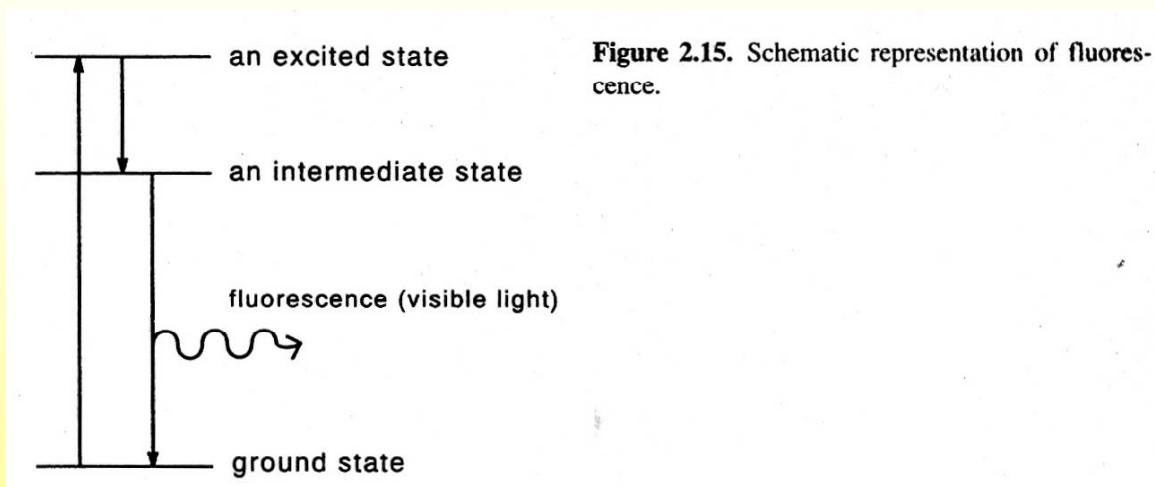 an excited state
Figure 2.15. Schematic representation of fluores-
cence.
an intermediate state
fluorescence (visible light)
ground state